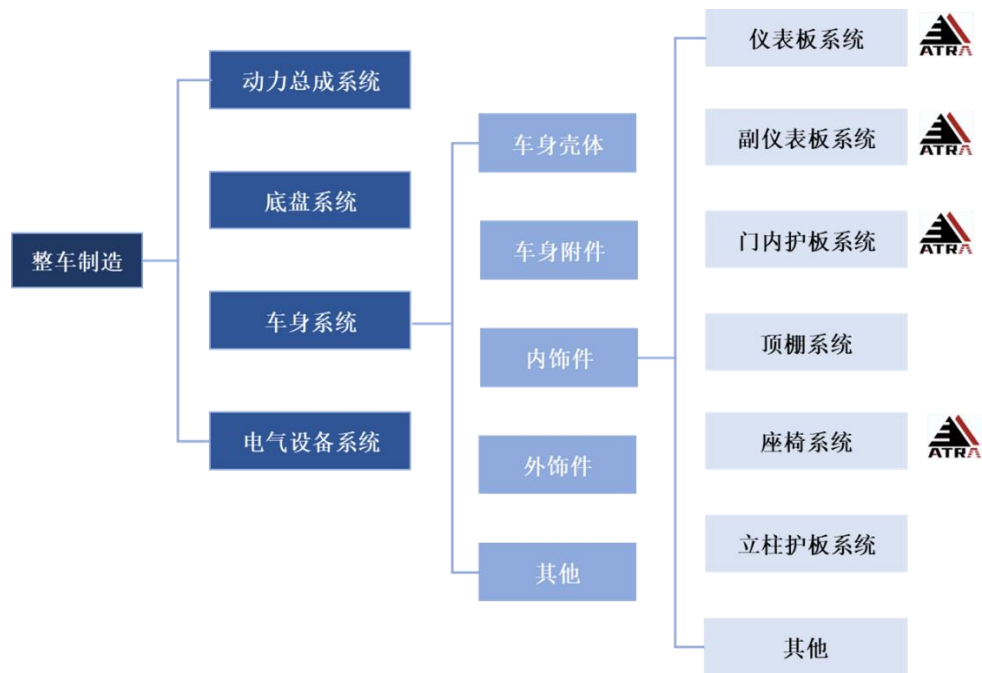 整车制造
动力总成系统
底盘系统
车身系统
电气设备系统
车身壳体
车身附件
内饰件
外饰件
其他
仪表板系统
ATRA
副仪表板系统
ATRA
门内护板系统
ATRA
顶棚系统
座椅系统
ATRA
立柱护板系统
其他